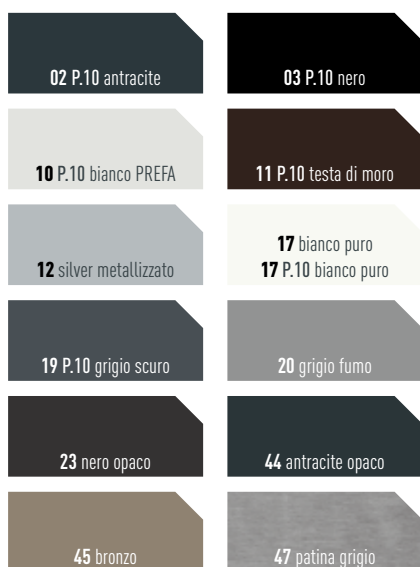 02 P.10 antracite
03 P.10 nero
10 P.10 bianco PREFA
11 P.10 testa di moro
12 silver metallizzato
17 bianco puro
17 P.10 bianco puro
19 P.10 grigio scuro
20 grigio fumo
23 nero opaco
44 antracite opaco
45 bronzo
47 patina grigio